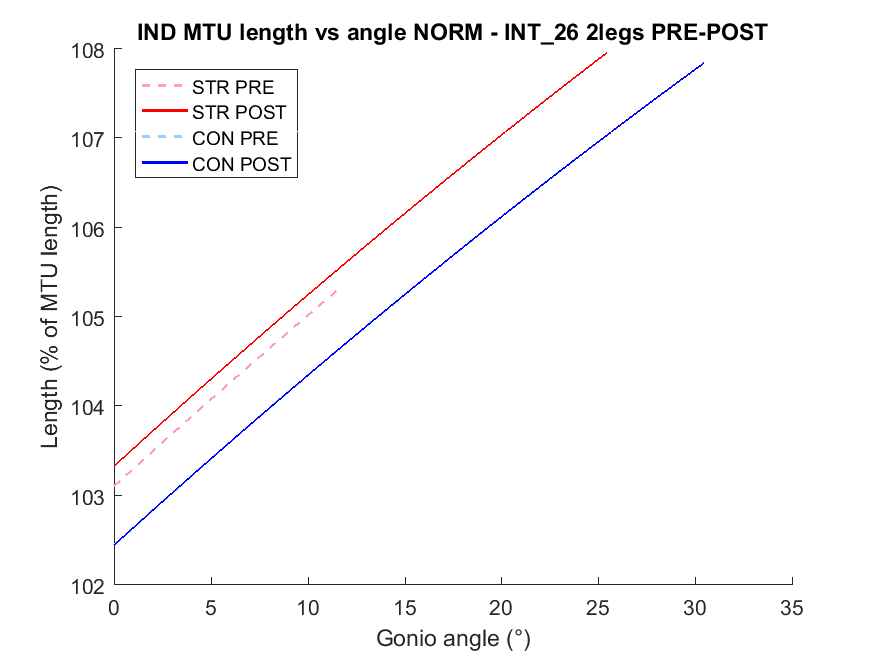 IND MTU length vs angle NORM - INT_26 2legs PRE-POST
STR PRE
STR POST
CON PRE
CON POST
Length (% of MTU length)
108
107
106
105
104
103
102
0 5 10 15 20 25 30 35
Gonio angle (°)